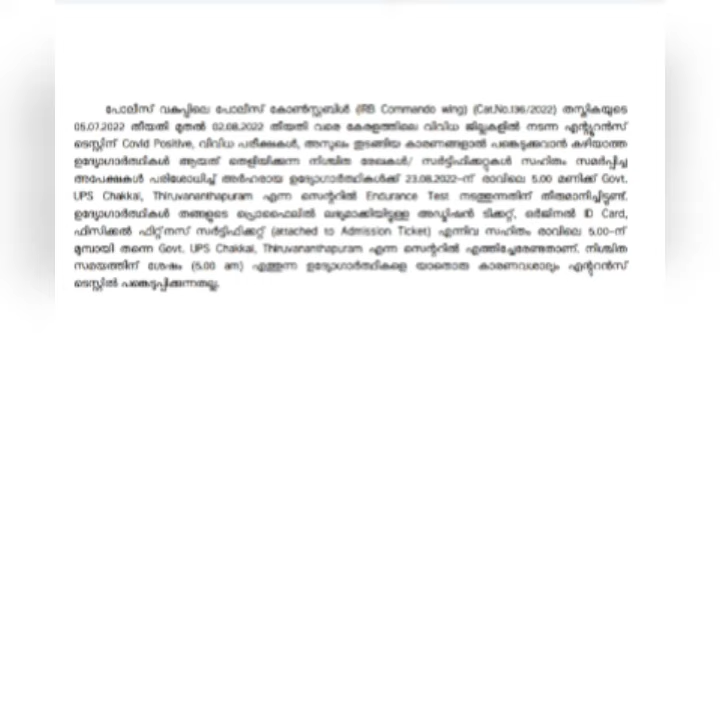 പോലീസ് വകുപ്പിലെ പോലീസ് കോൺസ്റ്റബിൾ (IRB Commando wing) (Cat.No.136/2022) തസ്തികയുടെ
05.07.2022 തീയതി മുതൽ 02.08.2022 തീയതി വരെ കേരളത്തിലെ വിവിധ ജില്ലകളിൽ നടന്ന എൻഡ്യൂറൻസ്
ടെസ്റ്റിന് Covid Positive, വിവിധ പരീക്ഷകൾ, അസുഖം തുടങ്ങിയ കാരണങ്ങളാൽ പങ്കെടുക്കുവാൻ കഴിയാത്ത
ഉദ്യോഗാർത്ഥികൾ ആയത് തെളിയിക്കുന്ന നിശ്ചിത രേഖകൾ/ സർട്ടിഫിക്കറ്റുകൾ സഹിതം സമർപ്പിച്ച
അപേക്ഷകൾ പരിശോധിച്ച് അർഹരായ ഉദ്യോഗാർത്ഥികൾക്ക് 23.08.2022-ന് രാവിലെ 5.00 മണിക്ക് Govt.
UPS Chakkai, Thiruvananthapuram എന്ന സെന്ററിൽ Endurance Test നടത്തുന്നതിന് തീരുമാനിച്ചിട്ടുണ്ട്.
ഉദ്യോഗാർത്ഥികൾ തങ്ങളുടെ പ്രൊഫൈലിൽ ലഭ്യമാക്കിയിട്ടുള്ള അഡ്മിഷൻ ടിക്കറ്റ്, ഒർജിനൽ ID Card,
ഫിസിക്കൽ ഫിറ്റ്നസ് സർട്ടിഫിക്കറ്റ് (attached to Admission Ticket) എന്നിവ സഹിതം രാവിലെ 5.00-ന്
മുമ്പായി തന്നെ Govt. UPS Chakkai, Thiruvananthapuram എന്ന സെന്ററിൽ എത്തിച്ചേരേണ്ടതാണ്. നിശ്ചിത
സമയത്തിന് ശേഷം (5.00 am) എത്തുന്ന ഉദ്യോഗാർത്ഥികളെ യാതൊരു കാരണവശാലും എന്റുറൻസ്
ടെസ്റ്റിൽ പങ്കെടുപ്പിക്കുന്നതല്ല.